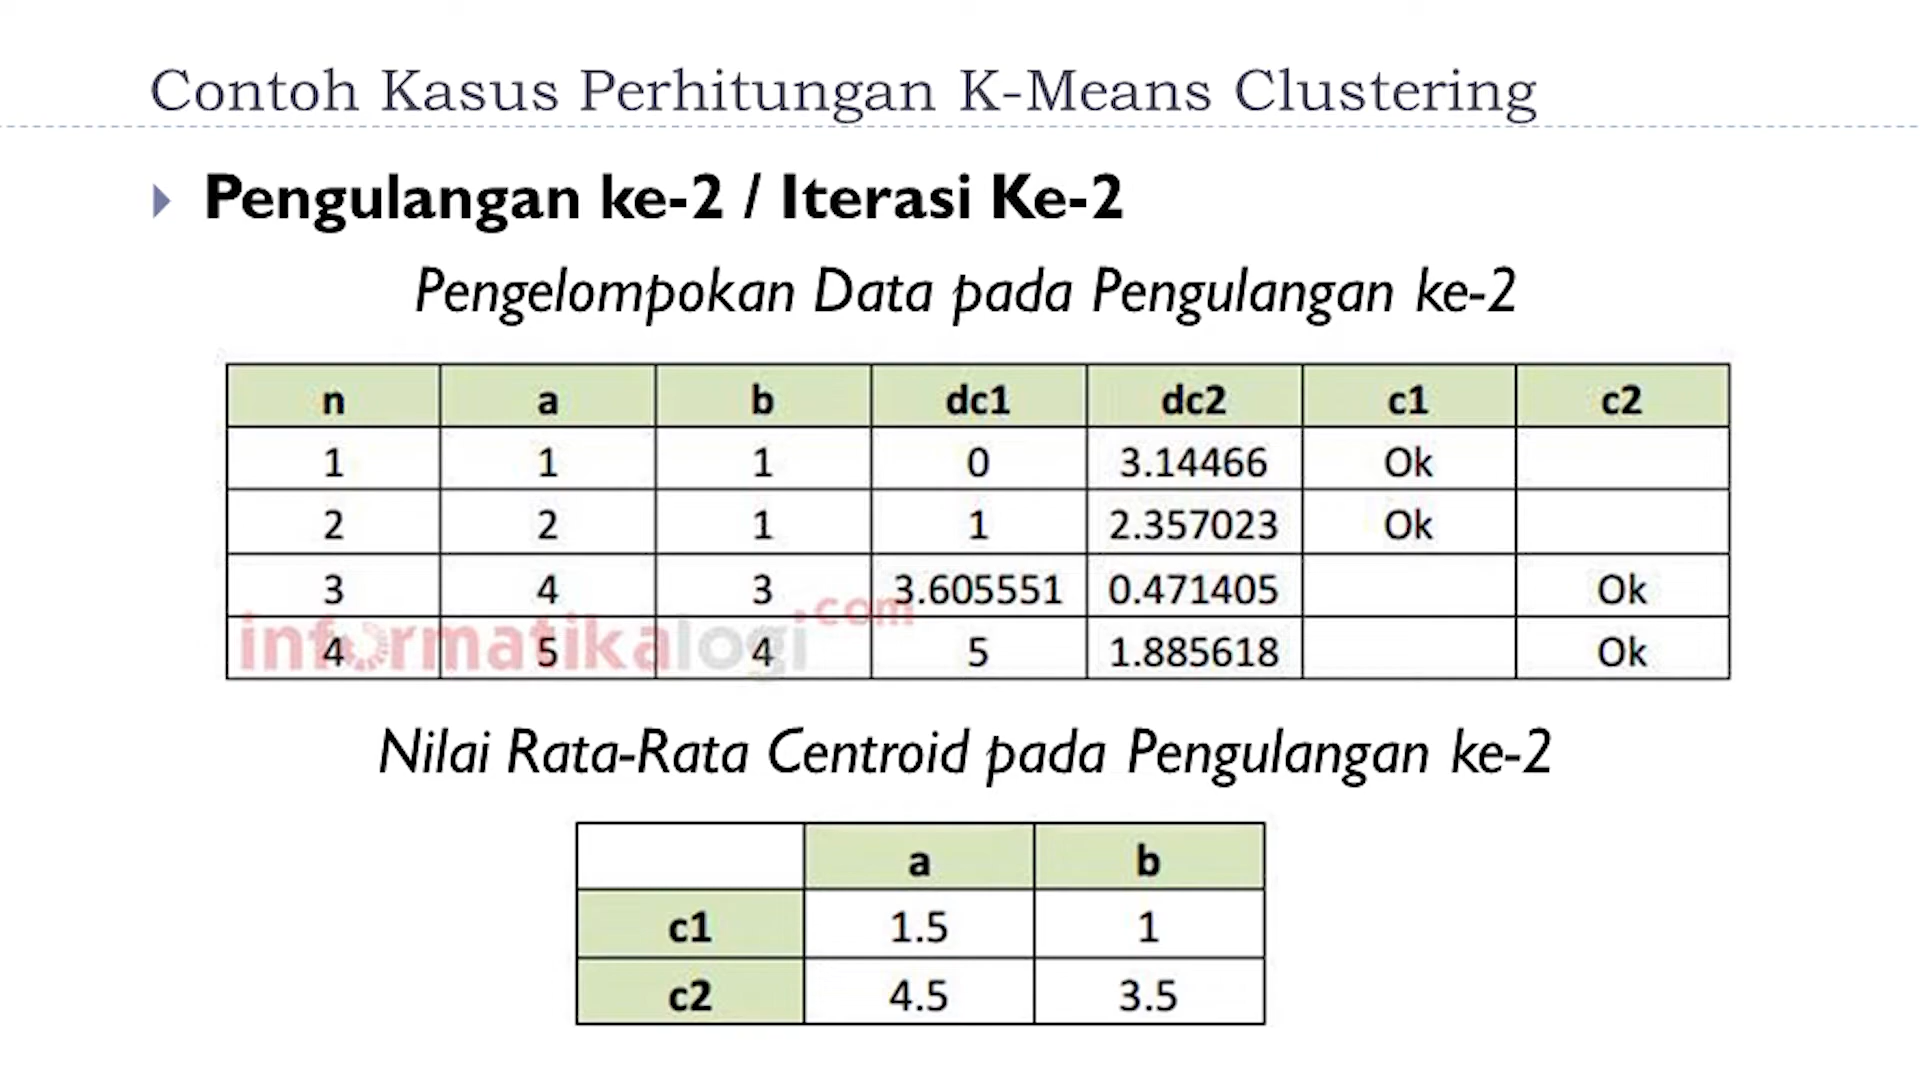 Contoh Kasus Perhitungan K-Means Clustering
Pengulangan ke-2 / Iterasi Ke-2
Pengelompokan Data pada Pengulangan ke-2
n a b dc1 dc2 c1 c2
1 1 1 0 3.14466 Ok
2 2 1 1 2.357023 Ok
3 4 3 3.605551 0.471405 Ok
4 5 4 5 1.885618 Ok
informatikalogi.com
Nilai Rata-Rata Centroid pada Pengulangan ke-2
a b
c1 1.5 1
c2 4.5 3.5